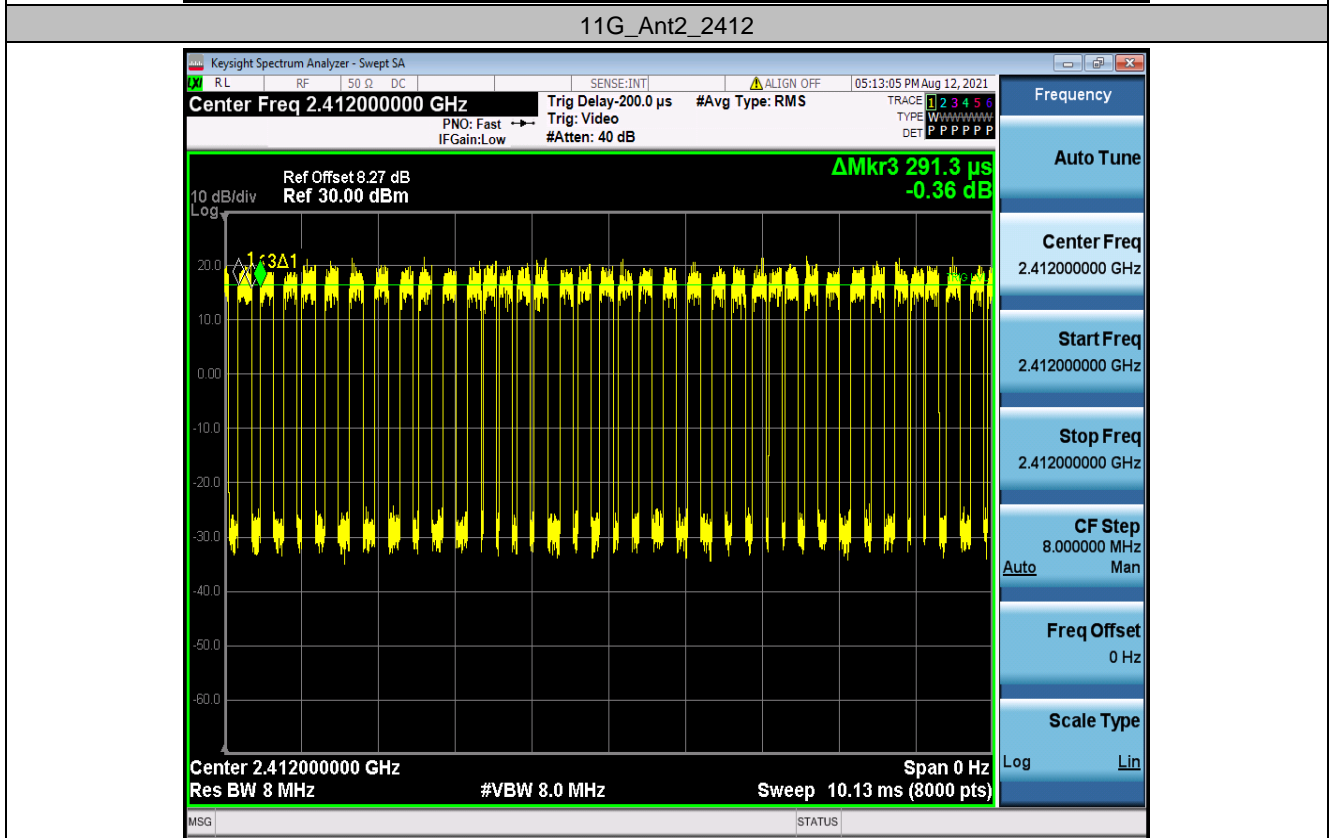 11G_Ant2_2412
Keysight Spectrum Analyzer - Swept SA
LXI RL RF 50 Ω DC SENSE:INT ALIGN OFF 05:13:05 PM Aug 12, 2021
Center Freq 2.412000000 GHz
PNO: Fast
IFGain:Low
Trig Delay-200.0 µs
Trig: Video
#Atten: 40 dB
#Avg Type: RMS
TRACE 1 2 3 4 5 6
TYPE WWWWWW
DET P P P P P P
ΔMkr3 291.3 µs
-0.36 dB
Ref Offset 8.27 dB
10 dB/div Ref 30.00 dBm
Log
3Δ1
20.0
10.0
0.00
-10.0
-20.0
-30.0
-40.0
-50.0
-60.0
Center 2.412000000 GHz Span 0 Hz
Res BW 8 MHz #VBW 8.0 MHz Sweep 10.13 ms (8000 pts)
MSG STATUS
Frequency
Auto Tune
Center Freq
2.412000000 GHz
Start Freq
2.412000000 GHz
Stop Freq
2.412000000 GHz
CF Step
8.000000 MHz
Auto Man
Freq Offset
0 Hz
Scale Type
Log Lin